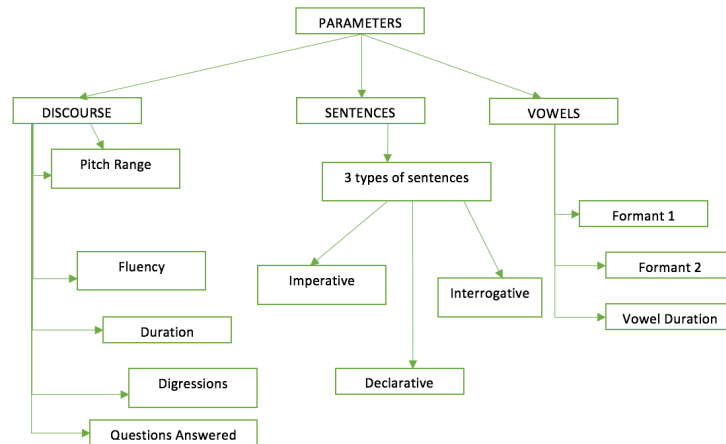 PARAMETERS
DISCOURSE
SENTENCES
VOWELS
Pitch Range
3 types of sentences
Formant 1
Fluency
Imperative
Interrogative
Formant 2
Duration
Vowel Duration
Digressions
Declarative
Questions Answered